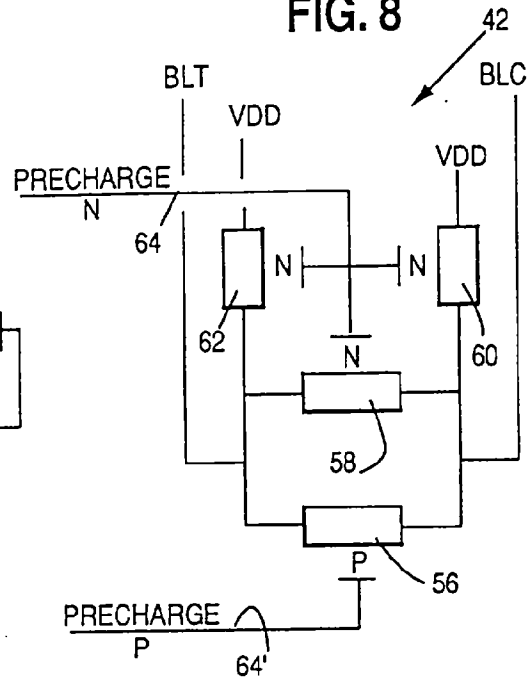 FIG. 8
42
BLT
BLC
VDD
VDD
PRECHARGE
N
64
N
N
62
N
60
58
P
56
PRECHARGE
P
64'